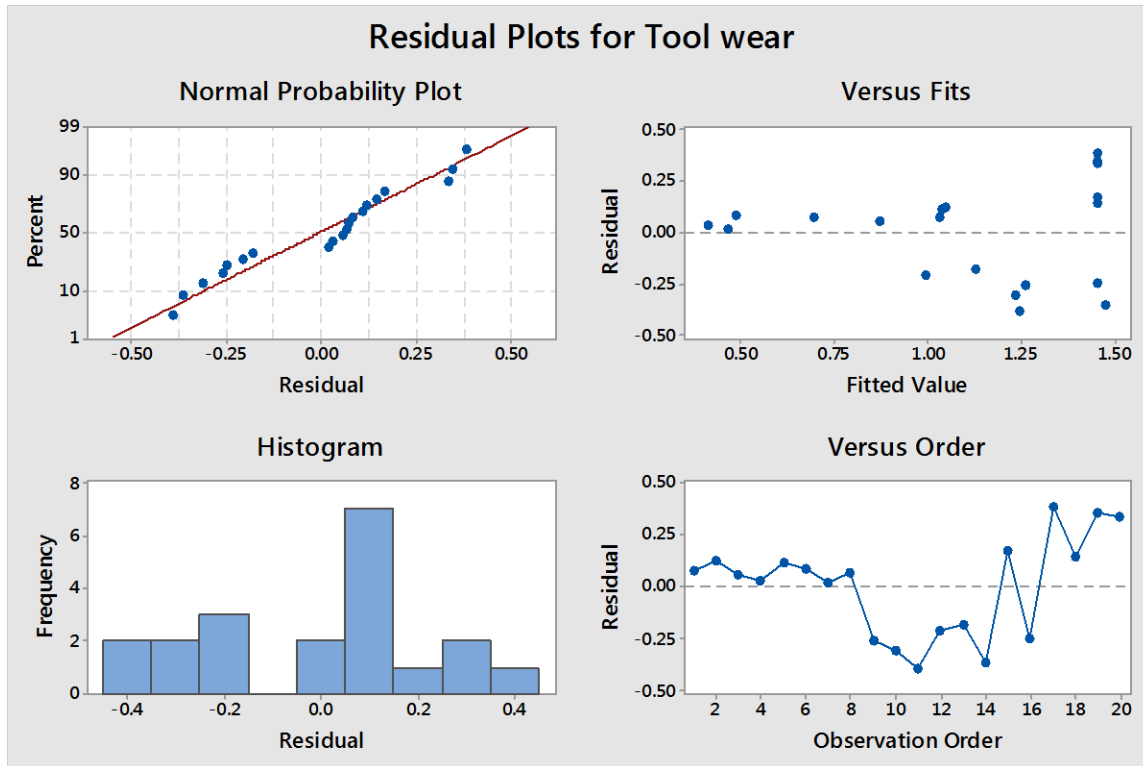 Residual Plots for Tool wear
Normal Probability Plot
99
90
50
10
1
Percent
-0.50 -0.25 0.00 0.25 0.50
Residual
Versus Fits
0.50
0.25
0.00
-0.25
-0.50
Residual
0.50 0.75 1.00 1.25 1.50
Fitted Value
Histogram
8
6
4
2
0
Frequency
-0.4 -0.2 0.0 0.2 0.4
Residual
Versus Order
0.50
0.25
0.00
-0.25
-0.50
Residual
2 4 6 8 10 12 14 16 18 20
Observation Order